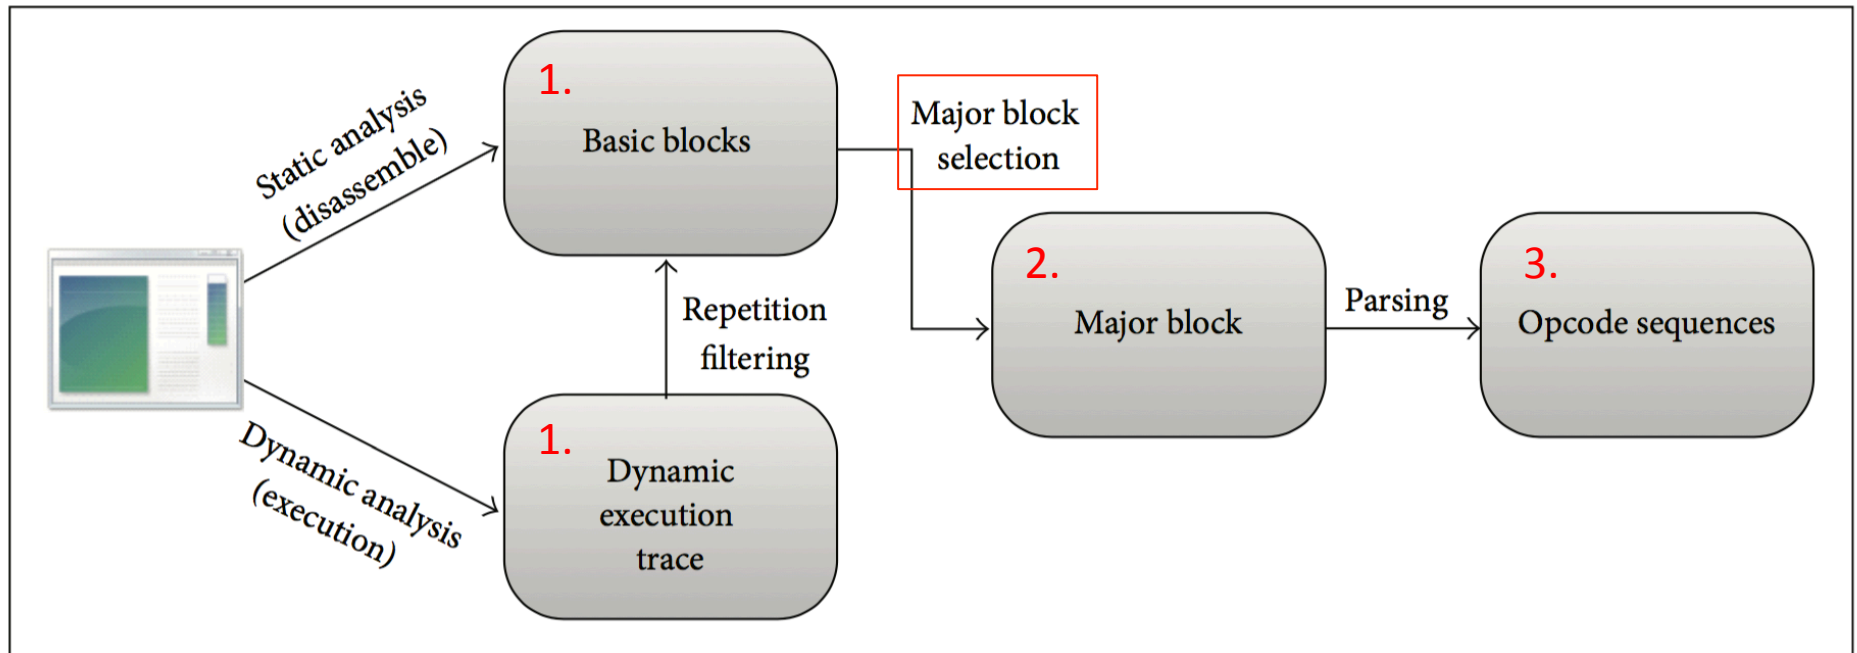 Static analysis
(disassemble)
1.
Basic blocks
Major block
selection
Repetition
filtering
2.
Major block
Parsing
3.
Opcode sequences
Dynamic analysis
(execution)
1.
Dynamic
execution
trace